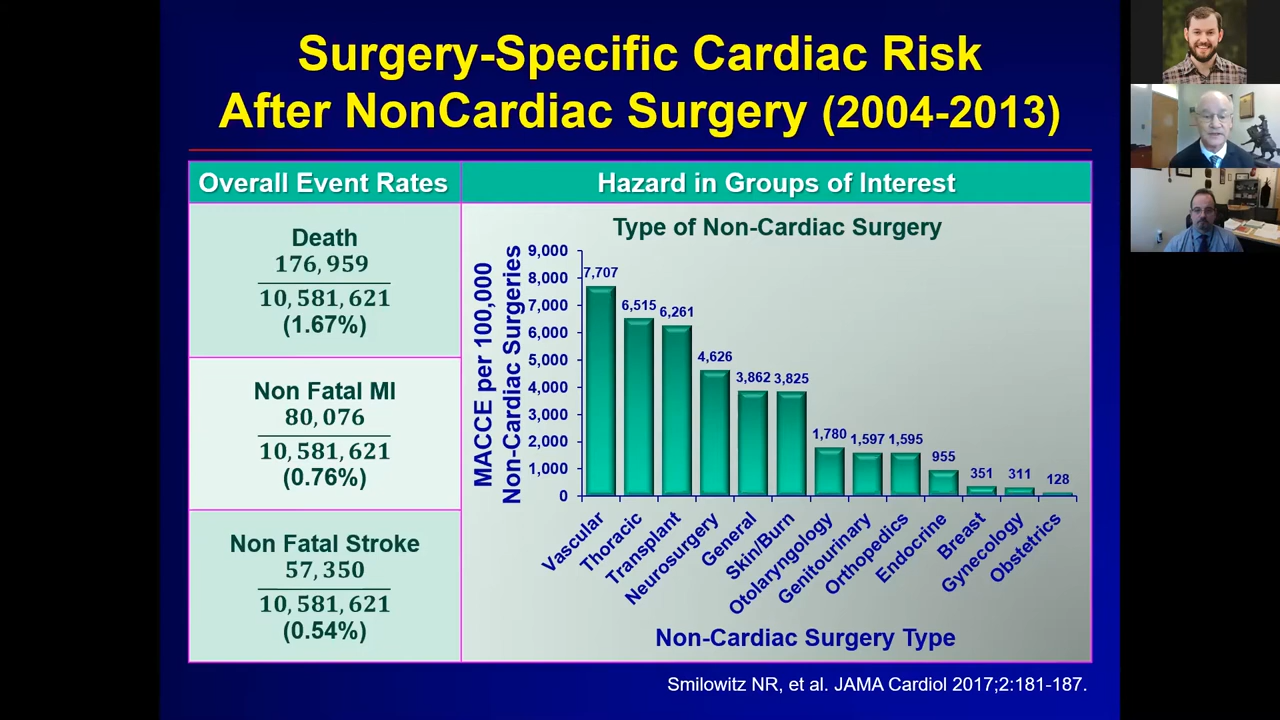 Surgery-Specific Cardiac Risk
After NonCardiac Surgery (2004-2013)
Overall Event Rates
Death
176,959
10,581,621
(1.67%)
Non Fatal MI
80,076
10,581,621
(0.76%)
Non Fatal Stroke
57,350
10,581,621
(0.54%)
Hazard in Groups of Interest
Type of Non-Cardiac Surgery
MACCE per 100,000
Non-Cardiac Surgeries
9,000
8,000
7,000
6,000
5,000
4,000
3,000
2,000
1,000
0
7,707
6,515
6,261
4,626
3,862
3,825
1,780
1,597
1,595
955
351
311
128
Vascular
Thoracic
Transplant
Neurosurgery
General
Skin/Burn
Otolaryngology
Genitourinary
Orthopedics
Endocrine
Breast
Gynecology
Obstetrics
Non-Cardiac Surgery Type
Smilowitz NR, et al. JAMA Cardiol 2017;2:181-187.